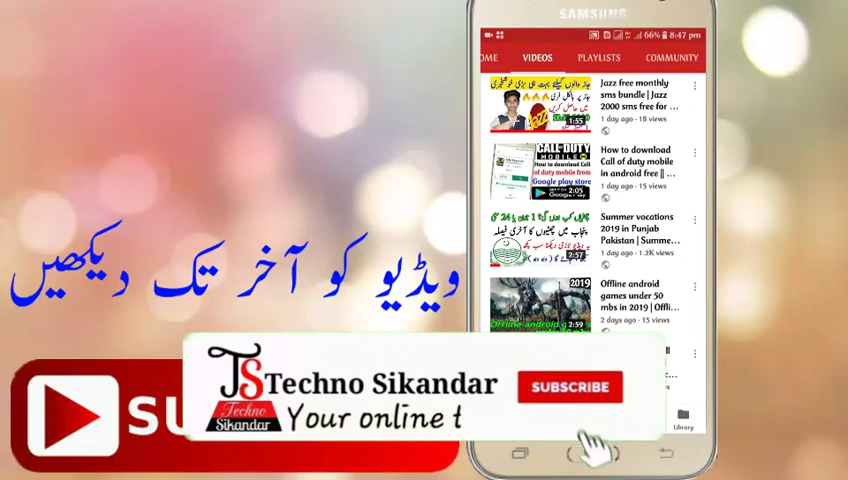 SAMSUNG
66% 8:47 pm
OME VIDEOS PLAYLISTS COMMUNITY
Jazz free monthly
sms bundle | Jazz
2000 sms free for ...
1 day ago · 18 views
1:55
CALL-DUTY
MOBILE
How to download Call
of duty mobile from
Google play store
2:05
How to download
Call of duty mobile
in android free || ...
1 day ago · 15 views
2:57
Summer vocations
2019 in Punjab
Pakistan | Summe...
1 day ago · 1.2K views
2019
Offline android games
2:59
Offline android
games under 50
mbs in 2019 | Offli...
2 days ago · 15 views
ویڈیو کو آخر تک دیکھیں
SU
JS Techno Sikandar
Techno
Sikandar
Your online t
SUBSCRIBE
Library